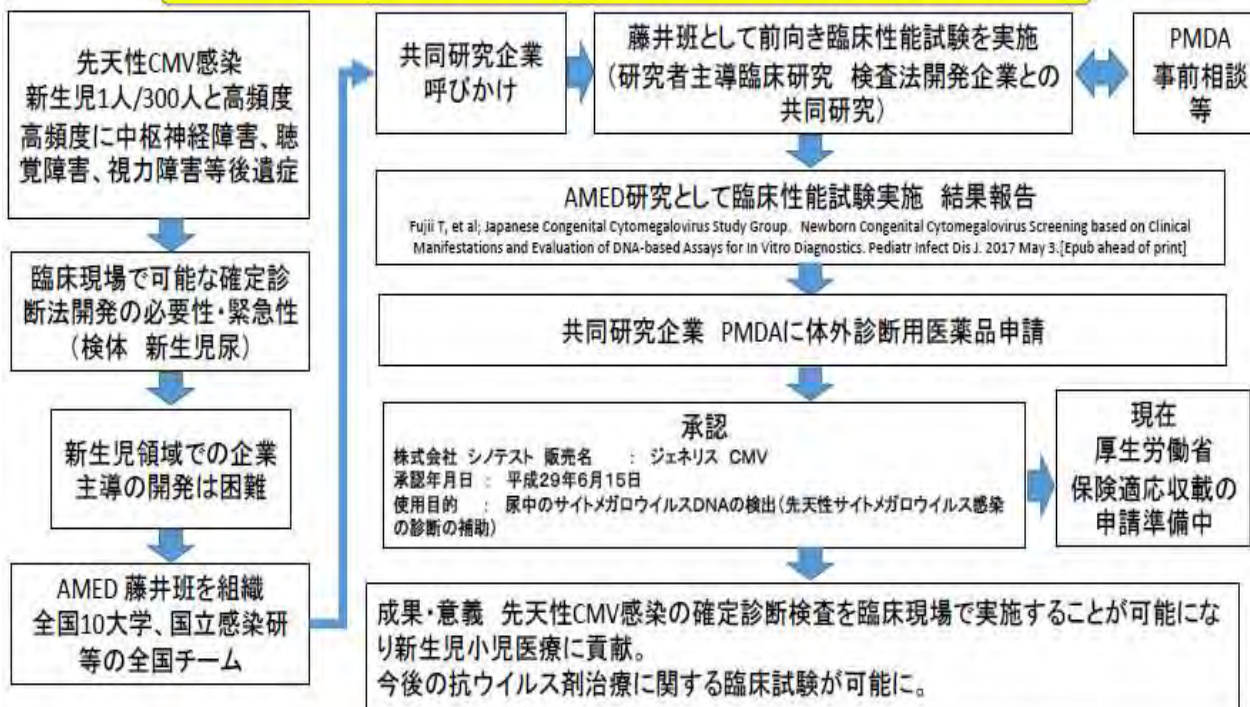 先天性CMV感染
新生児1人/300人と高頻度
高頻度に中枢神経障害、聴
覚障害、視力障害等後遺症
臨床現場で可能な確定診
断法開発の必要性・緊急性
（検体　新生児尿）
新生児領域での企業
主導の開発は困難
AMED 藤井班を組織
全国10大学、国立感染研
等の全国チーム
共同研究企業
呼びかけ
藤井班として前向き臨床性能試験を実施
（研究者主導臨床研究　検査法開発企業との
共同研究）
PMDA
事前相談
等
AMED研究として臨床性能試験実施　結果報告
Fujii T, et al; Japanese Congenital Cytomegalovirus Study Group.　Newborn Congenital Cytomegalovirus Screening based on Clinical
Manifestations and Evaluation of DNA-based Assays for In Vitro Diagnostics. Pediatr Infect Dis J. 2017 May 3.[Epub ahead of print]
共同研究企業　PMDAに体外診断用医薬品申請
承認
株式会社 シノテスト 販売名　：　ジェネリス CMV
承認年月日：　平成29年6月15日
使用目的　：　尿中のサイトメガロウイルスDNAの検出（先天性サイトメガロウイルス感染
の診断の補助）
現在
厚生労働省
保険適応収載の
申請準備中
成果・意義　先天性CMV感染の確定診断検査を臨床現場で実施することが可能にな
り新生児小児医療に貢献。
今後の抗ウイルス剤治療に関する臨床試験が可能に。